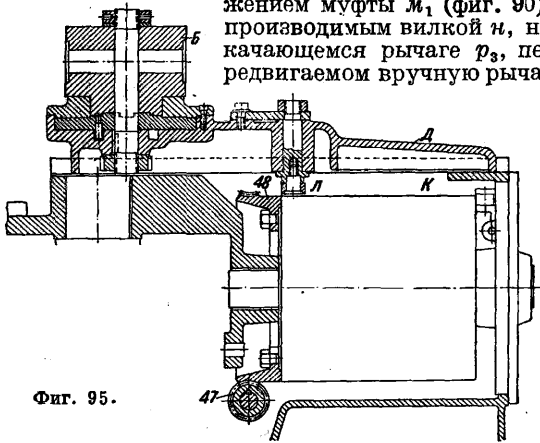 жением муфты м₁ (фиг. 90)
производимым вилкой н, н
качающемся рычаге р₃, пе
редвигаемом вручную рыча
Б
Д
48
Л
К
47
Фиг. 95.